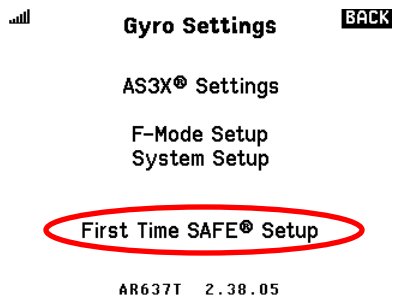 Gyro Settings BACK
AS3X® Settings
F-Mode Setup
System Setup
First Time SAFE® Setup
AR637T 2.38.05